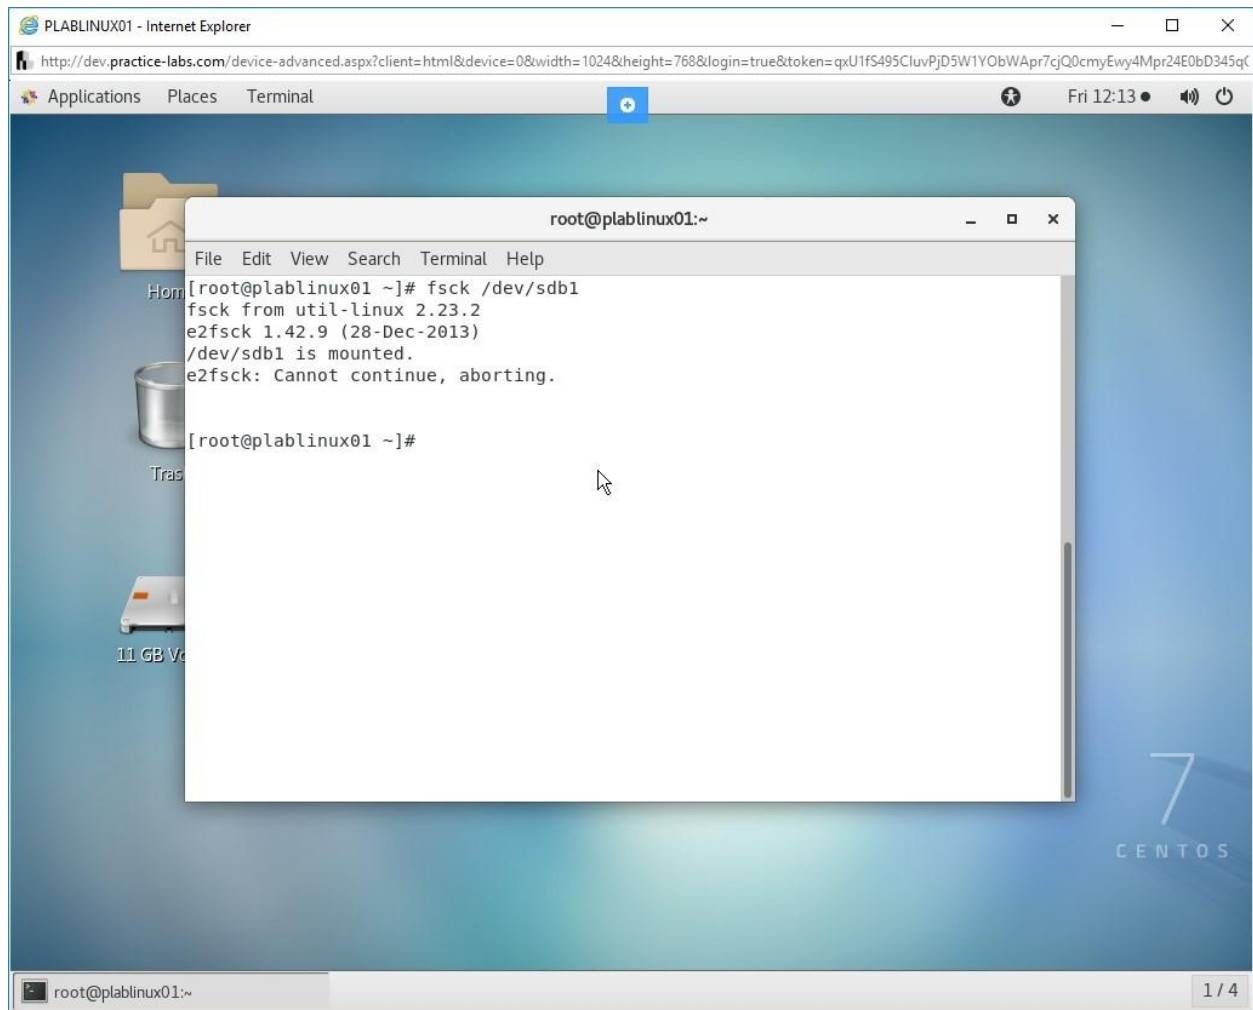 PLABLINUX01 - Internet Explorer
http://dev.practice-labs.com/device-advanced.aspx?client=html&device=0&width=1024&height=768&login=true&token=qxU1fS495CluvPjD5W1YObWApr7cjQ0cmyEwy4Mpr24E0bD345q
Applications Places Terminal Fri 12:13
root@plablinux01:~
File Edit View Search Terminal Help
[root@plablinux01 ~]# fsck /dev/sdb1
fsck from util-linux 2.23.2
e2fsck 1.42.9 (28-Dec-2013)
/dev/sdb1 is mounted.
e2fsck: Cannot continue, aborting.
[root@plablinux01 ~]#
Hom
Tras
11 GB Vo
7
CENTOS
root@plablinux01:~ 1 / 4